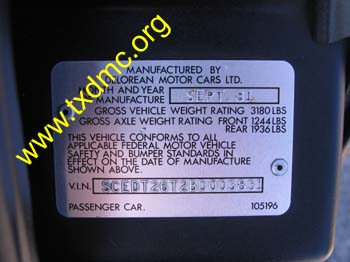 www.txdmc.org
MANUFACTURED BY
DELOREAN MOTOR CARS LTD.
MONTH AND YEAR
MANUFACTURE SEPT. 81
GROSS VEHICLE WEIGHT RATING 3180 LBS
GROSS AXLE WEIGHT RATING FRONT 1244 LBS
REAR 1936 LBS
THIS VEHICLE CONFORMS TO ALL
APPLICABLE FEDERAL MOTOR VEHICLE
SAFETY AND BUMPER STANDARDS IN
EFFECT ON THE DATE OF MANUFACTURE
SHOWN ABOVE.
V.I.N.
PASSENGER CAR. 105196